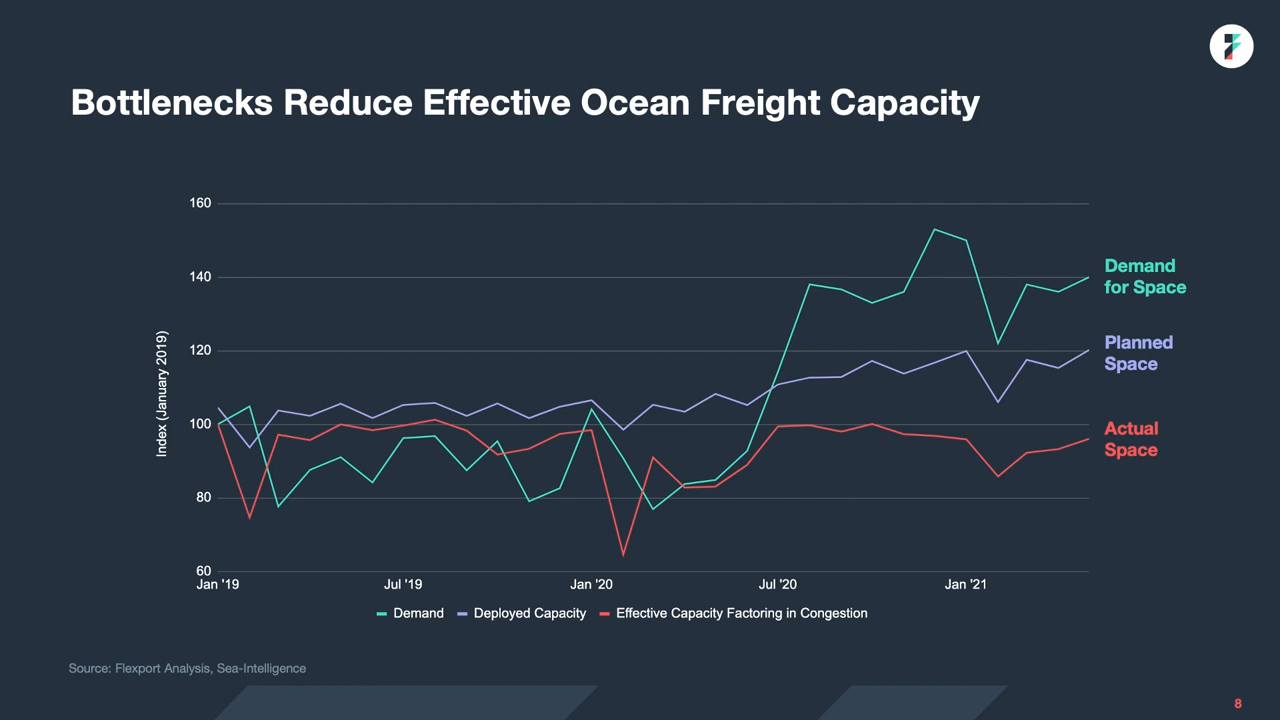 Bottlenecks Reduce Effective Ocean Freight Capacity
160
140
120
100
80
60
Index (January 2019)
Jan '19
Jul '19
Jan '20
Jul '20
Jan '21
Demand
for Space
Planned
Space
Actual
Space
Demand
Deployed Capacity
Effective Capacity Factoring in Congestion
Source: Flexport Analysis, Sea-Intelligence
8